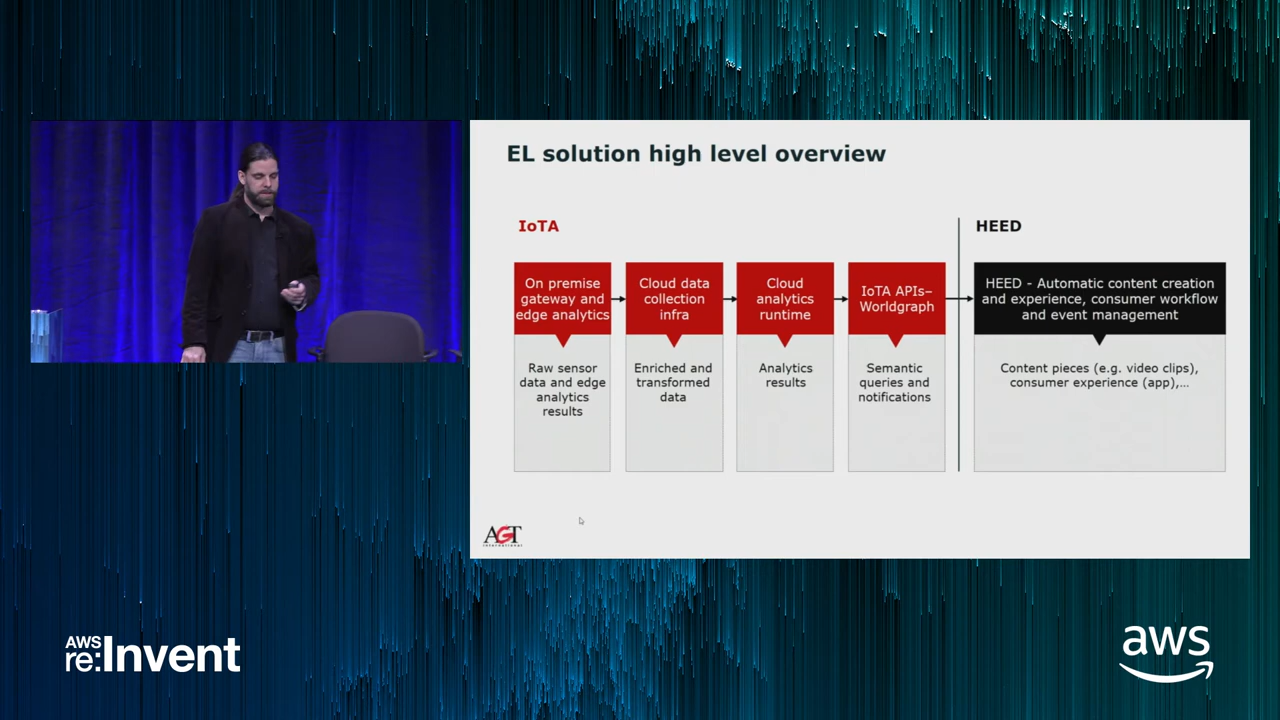 EL solution high level overview
IoTA
HEED
On premise
gateway and
edge analytics
Cloud data
collection
infra
Cloud
analytics
runtime
IoTA APIs–
Worldgraph
HEED - Automatic content creation
and experience, consumer workflow
and event management
Raw sensor
data and edge
analytics
results
Enriched and
transformed
data
Analytics
results
Semantic
queries and
notifications
Content pieces (e.g. video clips),
consumer experience (app),...
AGT
international
AWS
re:Invent
aws